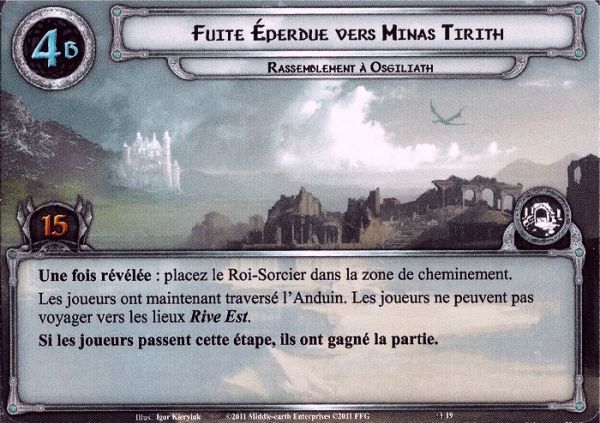 4B
Fuite Éperdue vers Minas Tirith
Rassemblement à Osgiliath
15
Une fois révélée : placez le Roi-Sorcier dans la zone de cheminement.
Les joueurs ont maintenant traversé l'Anduin. Les joueurs ne peuvent pas
voyager vers les lieux Rive Est.
Si les joueurs passent cette étape, ils ont gagné la partie.
Illus. Igor Kieryluk ©2011 Middle-earth Enterprises ©2011 FFG 19